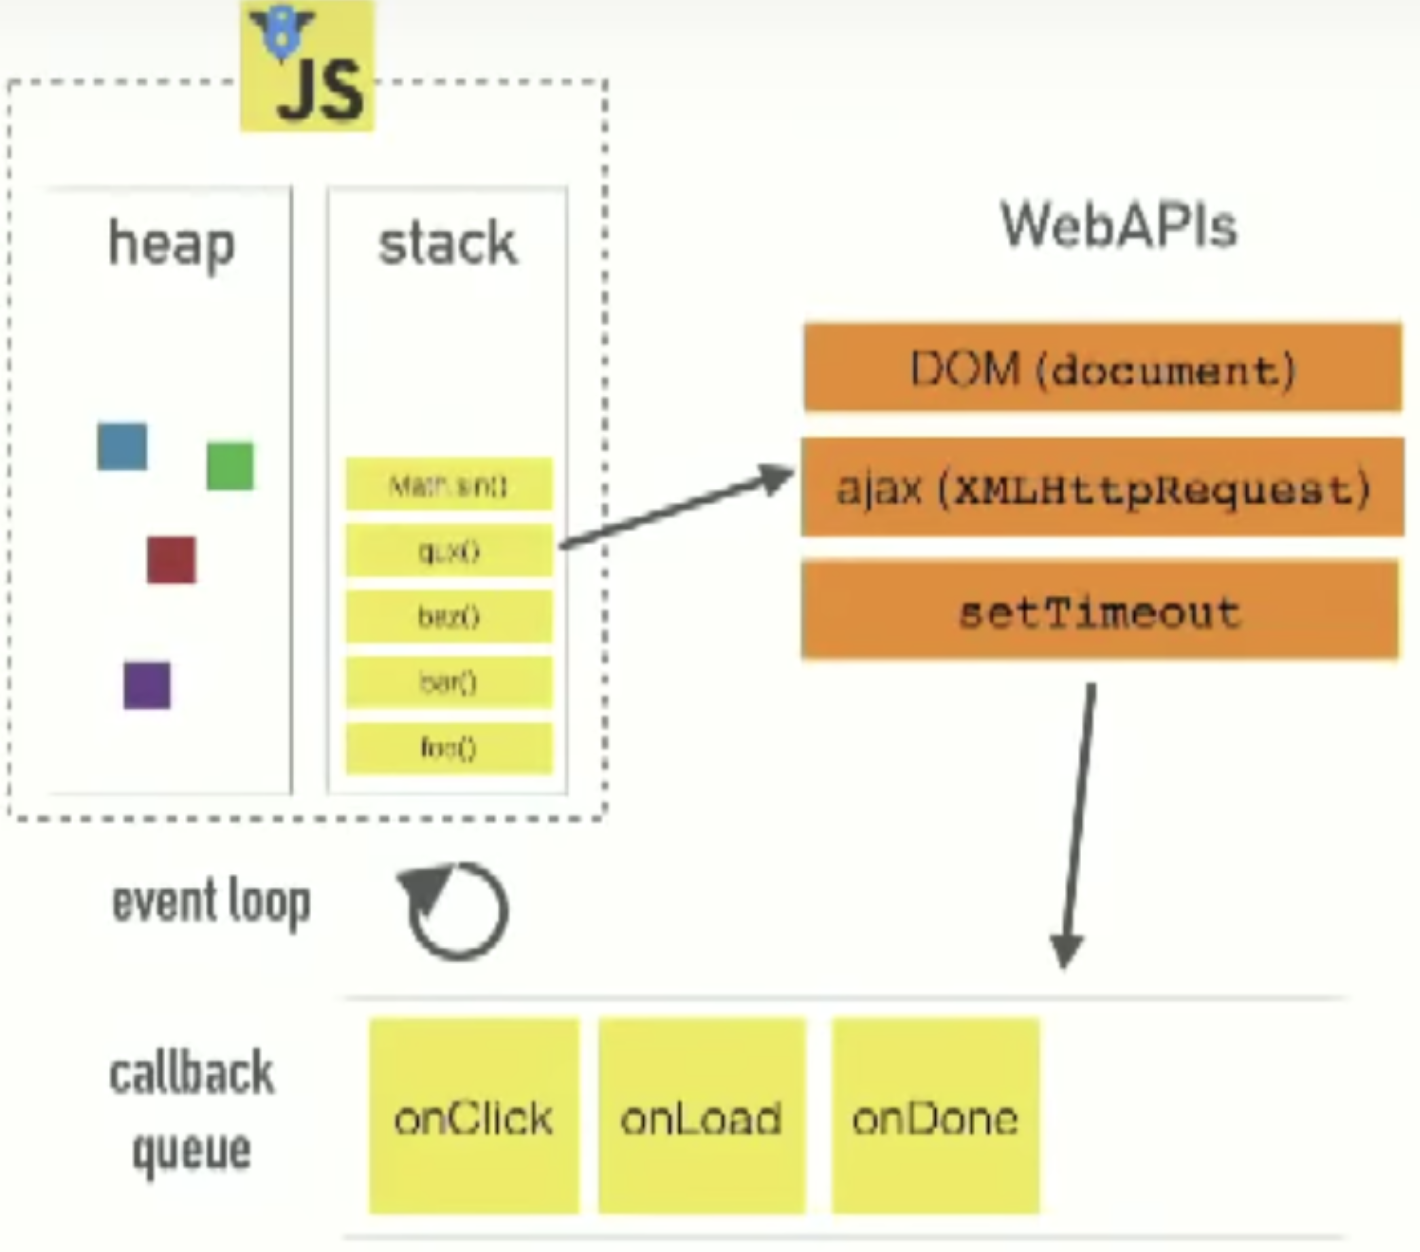 8
JS
heap
stack
Math.sin()
qux()
baz()
bar()
foo()
WebAPIs
DOM (document)
ajax (XMLHttpRequest)
setTimeout
event loop
callback
queue
onClick
onLoad
onDone